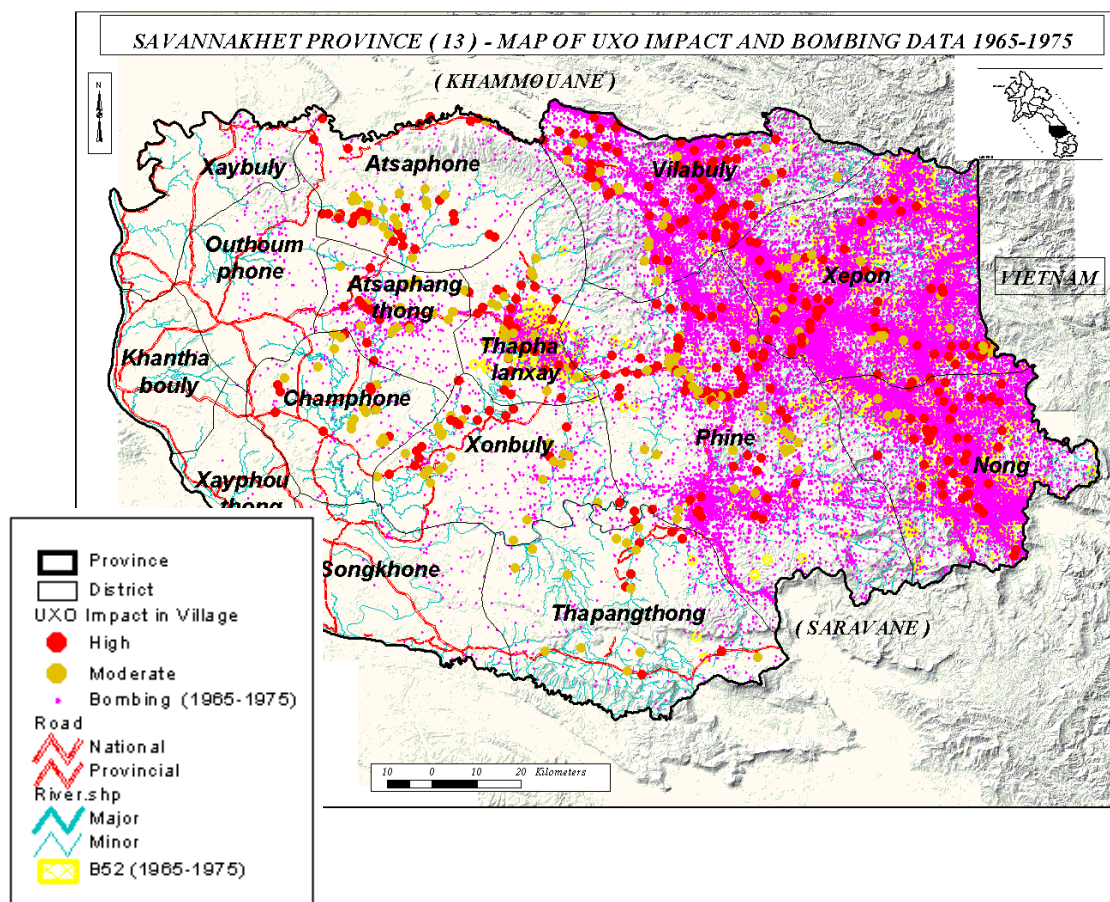 SAVANNAKHET PROVINCE ( 13 ) - MAP OF UXO IMPACT AND BOMBING DATA 1965-1975
N
( KHAMMOUANE )
Xaybuly
Atsaphone
Vilabuly
Outhoum
phone
Atsaphang
thong
Xepon
VIETNAM
Khantha
bouly
Thapha
lanxay
Champhone
Xonbuly
Phine
Nong
Xayphou
thong
Songkhone
Thapangthong
( SARAVANE )
Province
District
UXO Impact in Village
High
Moderate
Bombing (1965-1975)
Road
National
Provincial
River.shp
Major
Minor
B52 (1965-1975)
10 0 10 20 Kilometers